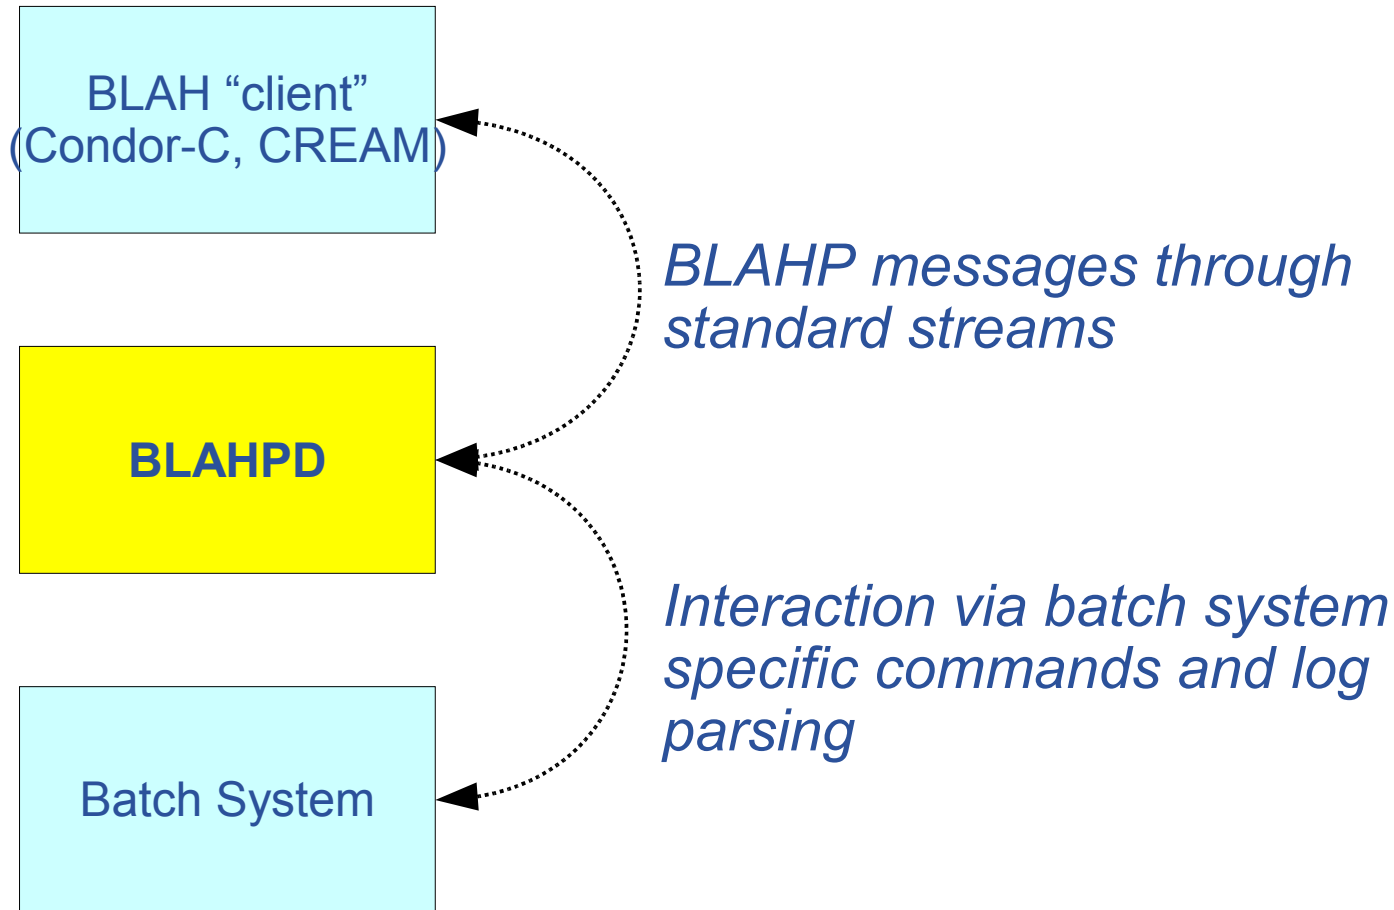 BLAH “client”
(Condor-C, CREAM)
BLAHP messages through
standard streams
BLAHPD
Interaction via batch system
specific commands and log
parsing
Batch System